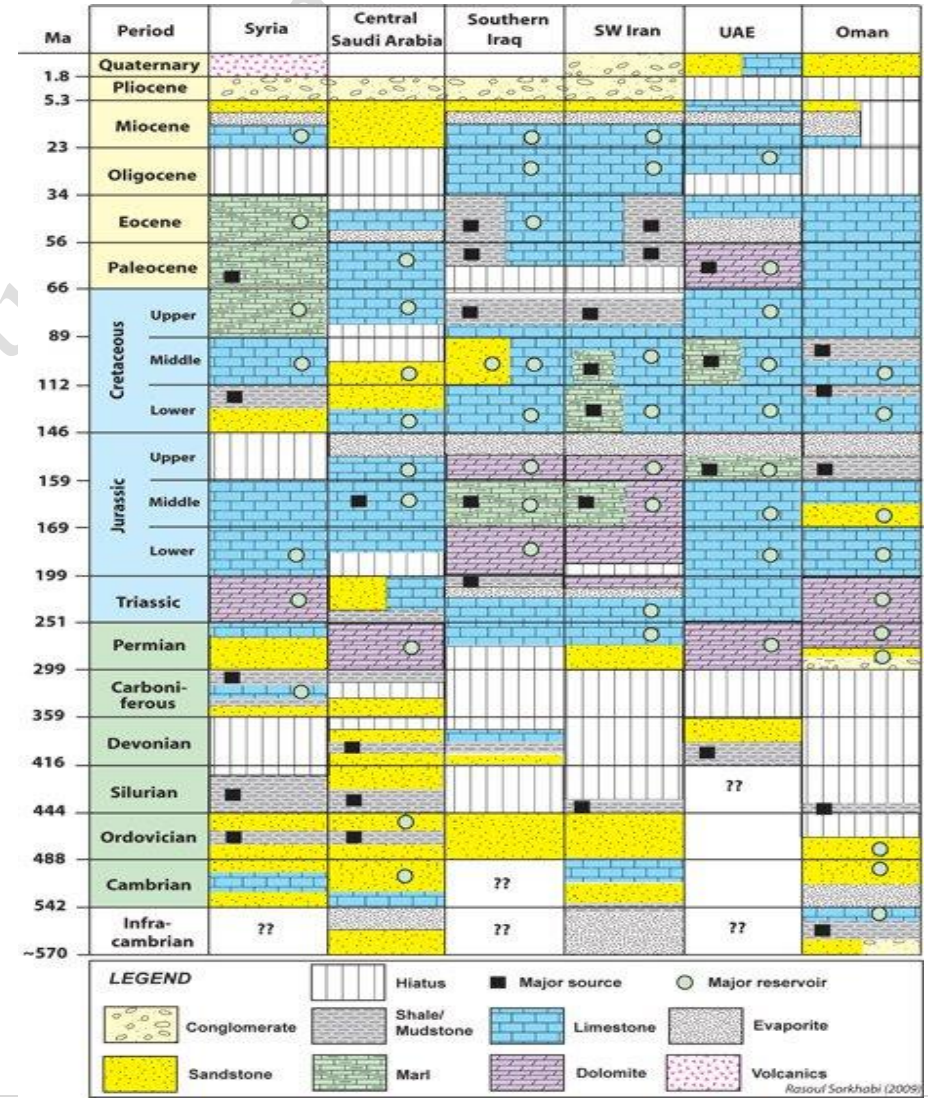 Ma Period Syria Central Saudi Arabia Southern Iraq SW Iran UAE Oman
Quaternary
1.8
Pliocene
5.3
Miocene
23
Oligocene
34
Eocene
56
Paleocene
66
Cretaceous
Upper
89
Middle
112
Lower
146
Jurassic
Upper
159
Middle
169
Lower
199
Triassic
251
Permian
299
Carboni-
ferous
359
Devonian
416
Silurian ??
444
Ordovician
488
Cambrian ??
542
Infra-
cambrian ?? ?? ??
~570
LEGEND
Hiatus Major source Major reservoir
Conglomerate Shale/ Mudstone Limestone Evaporite
Sandstone Marl Dolomite Volcanics
Rasoul Sorkhabi (2009)